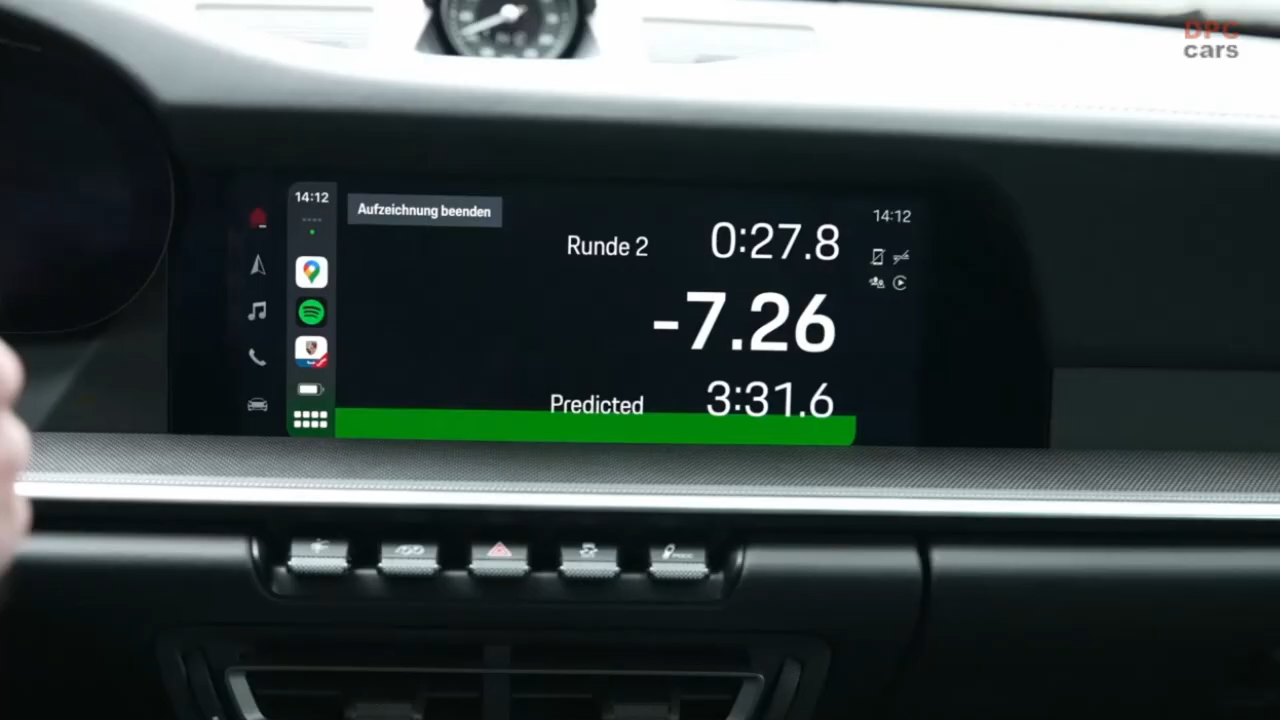 DPC
cars
14:12
Aufzeichnung beenden
Runde 2 0:27.8
14:12
-7.26
Predicted 3:31.6
MODE